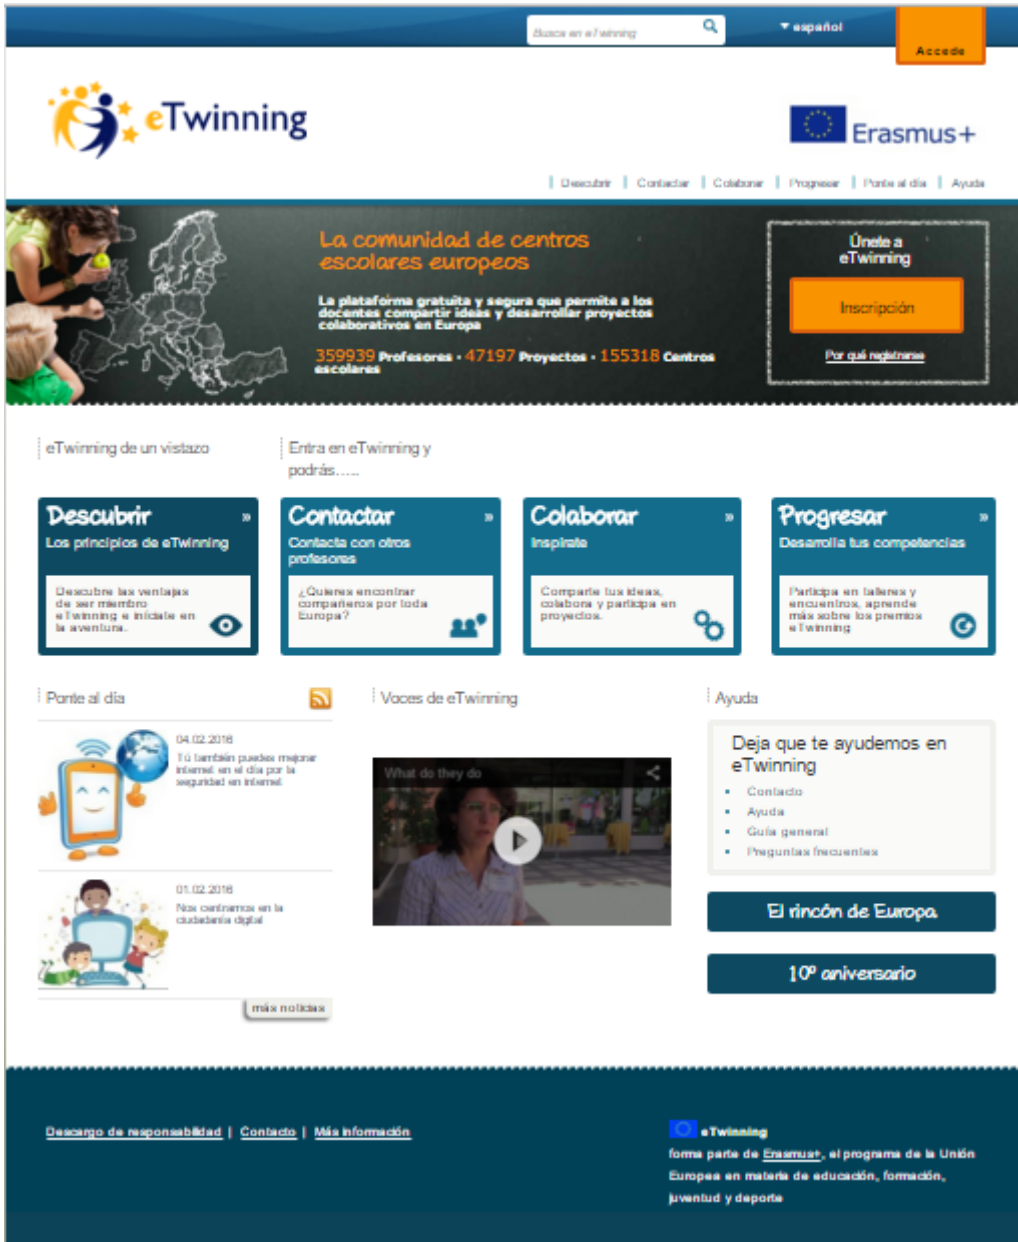 Busca en eTwinning
español
Accede
eTwinning
Erasmus+
Descubrir | Contactar | Colaborar | Progresar | Ponte al día | Ayuda
La comunidad de centros
escolares europeos
La plataforma gratuita y segura que permite a los
docentes compartir ideas y desarrollar proyectos
colaborativos en Europa
359939 Profesores - 47197 Proyectos - 155318 Centros
escolares
Únete a
eTwinning
Inscripción
Por qué registrarse
eTwinning de un vistazo
Entra en eTwinning y
podrás.....
Descubrir »
Los principios de eTwinning
Descubre las ventajas
de ser miembro
eTwinning e iníciate en
la aventura.
Contactar »
Contacta con otros
profesores
¿Quieres encontrar
compañeros por toda
Europa?
Colaborar »
Inspírate
Comparte tus ideas,
colabora y participa en
proyectos.
Progresar »
Desarrolla tus competencias
Participa en talleres y
encuentros, aprende
más sobre los premios
eTwinning
Ponte al día
04.02.2016
Tú también puedes mejorar
internet en el día por la
seguridad en internet
01.02.2016
Nos centramos en la
ciudadanía digital
más noticias
Voces de eTwinning
What do they do
Ayuda
Deja que te ayudemos en
eTwinning
Contacto
Ayuda
Guía general
Preguntas frecuentes
El rincón de Europa
10º aniversario
Descargo de responsabilidad | Contacto | Más información
eTwinning
forma parte de Erasmus+, el programa de la Unión
Europea en materia de educación, formación,
juventud y deporte